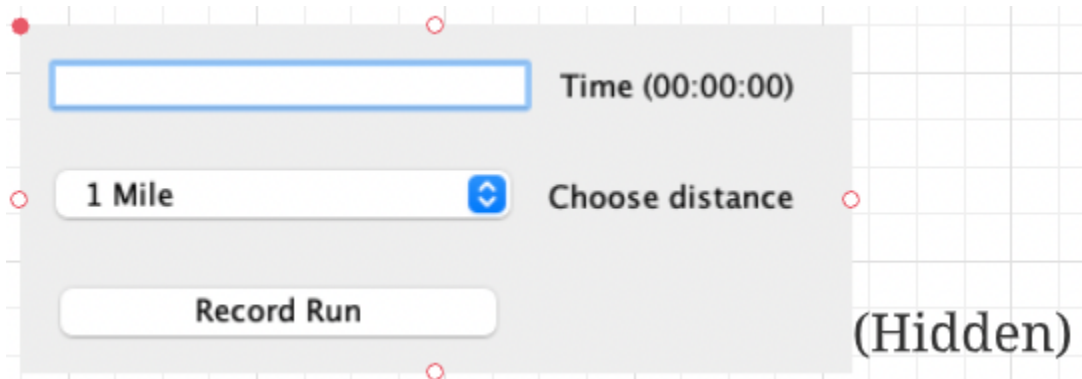 Time (00:00:00)
1 Mile
Choose distance
Record Run
(Hidden)